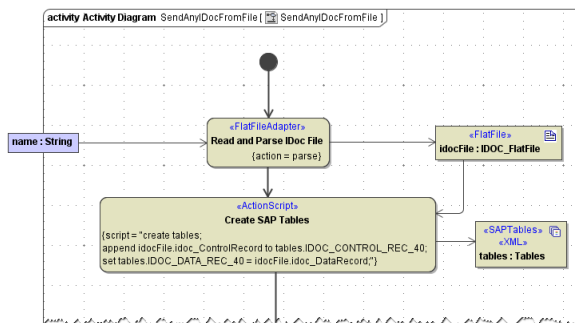 activity Activity Diagram SendAnyIDocFromFile [ SendAnyIDocFromFile ]
«FlatFileAdapter»
Read and Parse IDoc File
{action = parse}
name : String
«FlatFile»
idocFile : IDOC_FlatFile
«ActionScript»
Create SAP Tables
{script = "create tables;
append idocFile.idoc_ControlRecord to tables.IDOC_CONTROL_REC_40;
set tables.IDOC_DATA_REC_40 = idocFile.idoc_DataRecord;"}
«SAPTables»
«XML»
tables : Tables